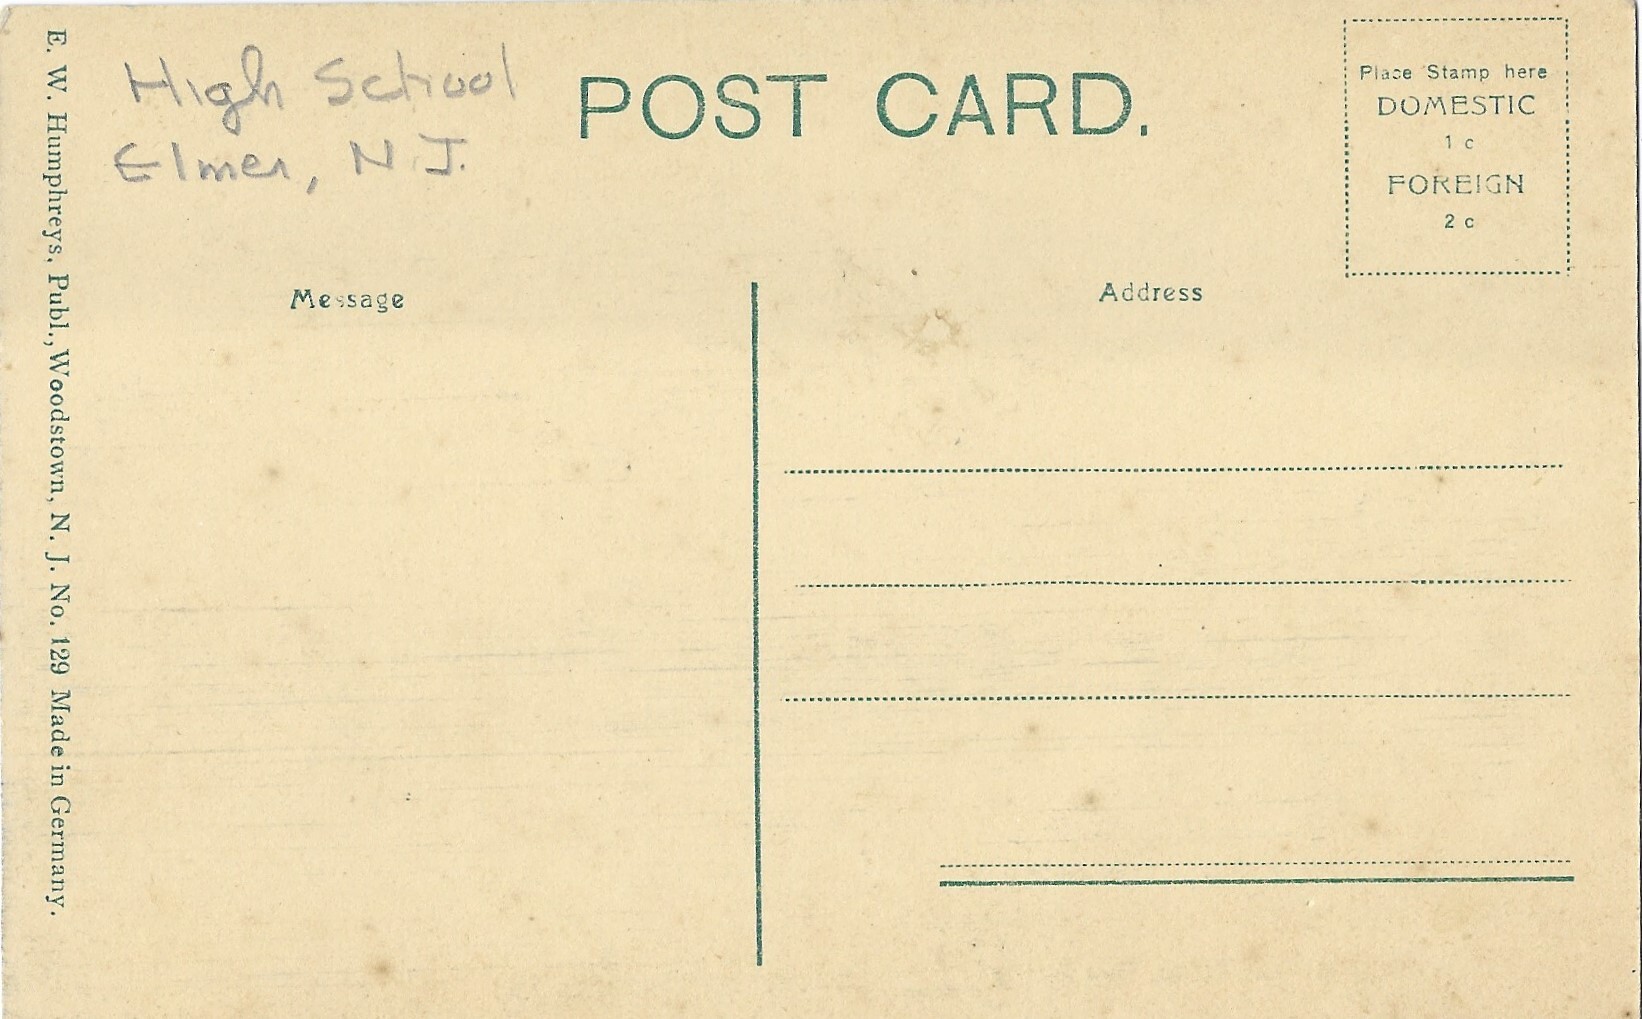 High School
Elmer, N.J.
POST CARD.
Place Stamp here
DOMESTIC
1 c
FOREIGN
2 c
Message
Address
E. W. Humphreys, Publ., Woodstown, N. J. No. 129 Made in Germany.